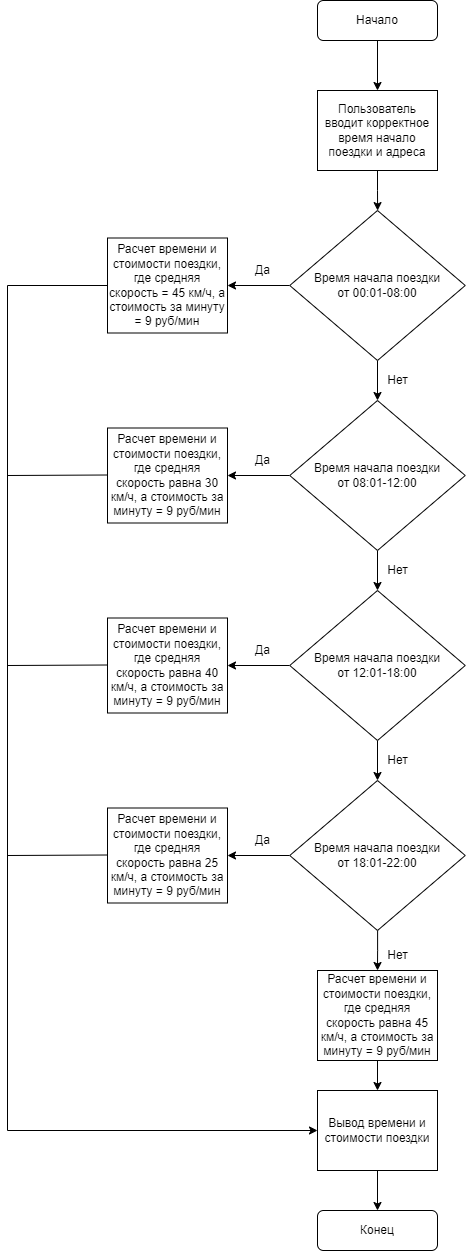 Начало
Пользователь
вводит корректное
время начало
поездки и адреса
Время начала поездки
от 00:01-08:00
Да
Расчет времени и
стоимости поездки,
где средняя
скорость = 45 км/ч, а
стоимость за минуту
= 9 руб/мин
Нет
Время начала поездки
от 08:01-12:00
Да
Расчет времени и
стоимости поездки,
где средняя
скорость равна 30
км/ч, а стоимость за
минуту = 9 руб/мин
Нет
Время начала поездки
от 12:01-18:00
Да
Расчет времени и
стоимости поездки,
где средняя
скорость равна 40
км/ч, а стоимость за
минуту = 9 руб/мин
Нет
Время начала поездки
от 18:01-22:00
Да
Расчет времени и
стоимости поездки,
где средняя
скорость равна 25
км/ч, а стоимость за
минуту = 9 руб/мин
Нет
Расчет времени и
стоимости поездки,
где средняя
скорость равна 45
км/ч, а стоимость за
минуту = 9 руб/мин
Вывод времени и
стоимости поездки
Конец